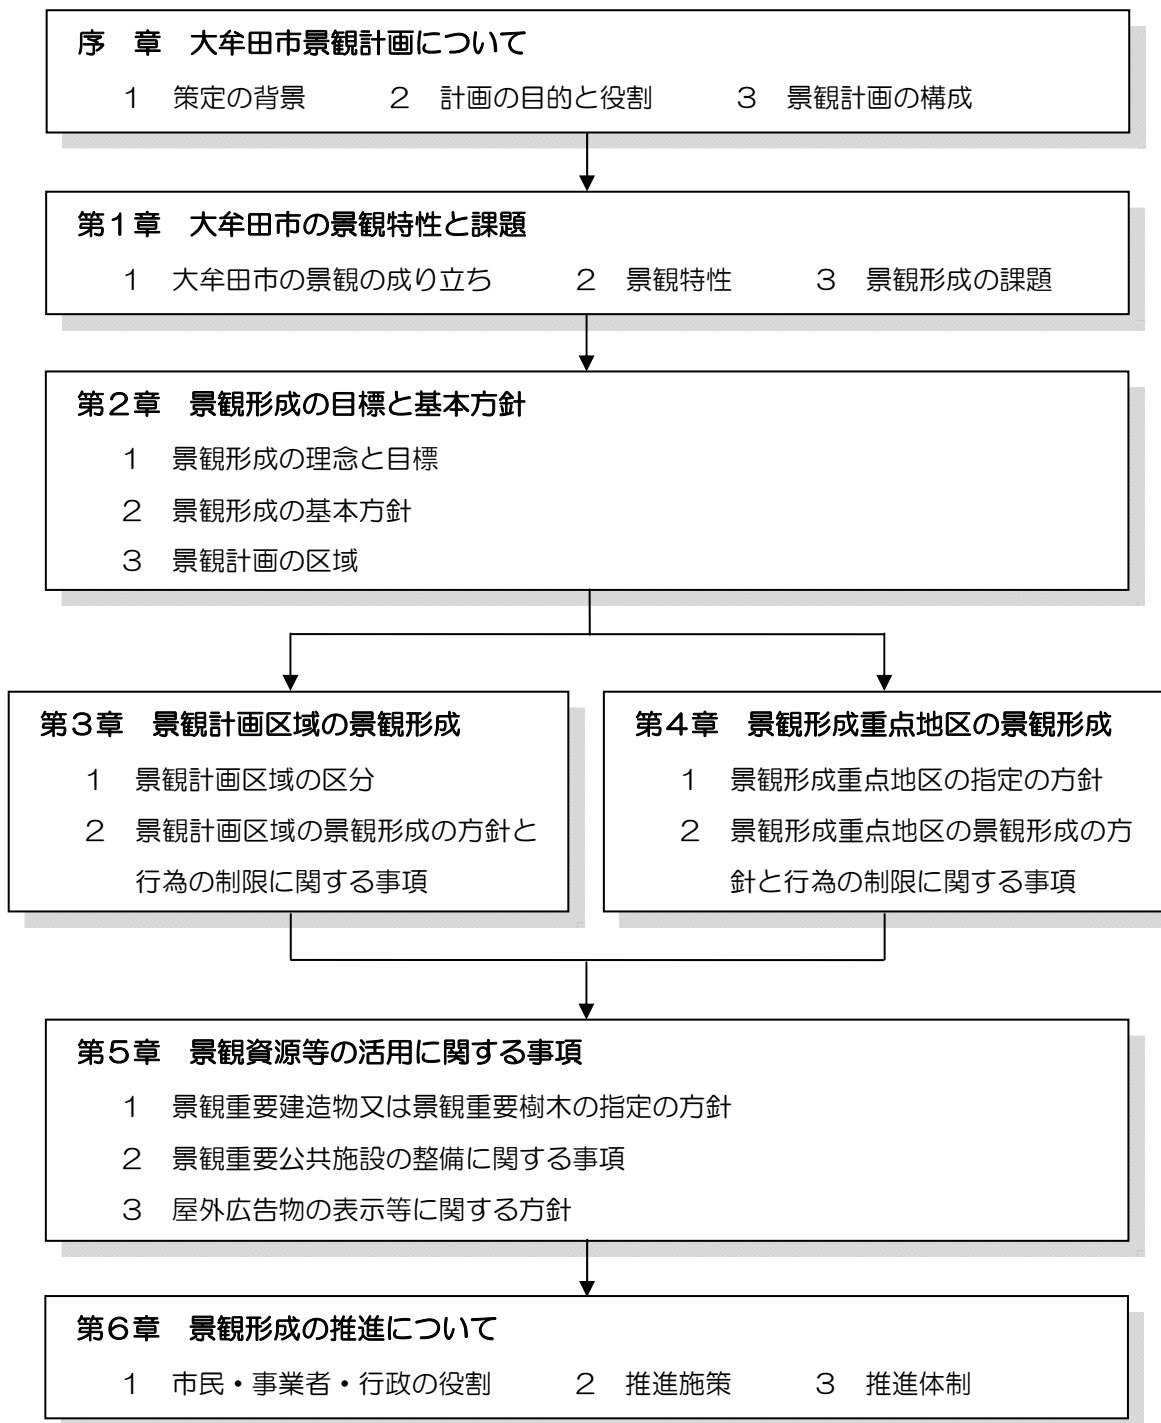 序　章　大牟田市景観計画について
１　策定の背景　　　２　計画の目的と役割　　　３　景観計画の構成
第１章　大牟田市の景観特性と課題
１　大牟田市の景観の成り立ち　　　２　景観特性　　　３　景観形成の課題
第２章　景観形成の目標と基本方針
１　景観形成の理念と目標
２　景観形成の基本方針
３　景観計画の区域
第３章　景観計画区域の景観形成
１　景観計画区域の区分
２　景観計画区域の景観形成の方針と
行為の制限に関する事項
第４章　景観形成重点地区の景観形成
１　景観形成重点地区の指定の方針
２　景観形成重点地区の景観形成の方
針と行為の制限に関する事項
第５章　景観資源等の活用に関する事項
１　景観重要建造物又は景観重要樹木の指定の方針
２　景観重要公共施設の整備に関する事項
３　屋外広告物の表示等に関する方針
第６章　景観形成の推進について
１　市民・事業者・行政の役割　　　２　推進施策　　　３　推進体制